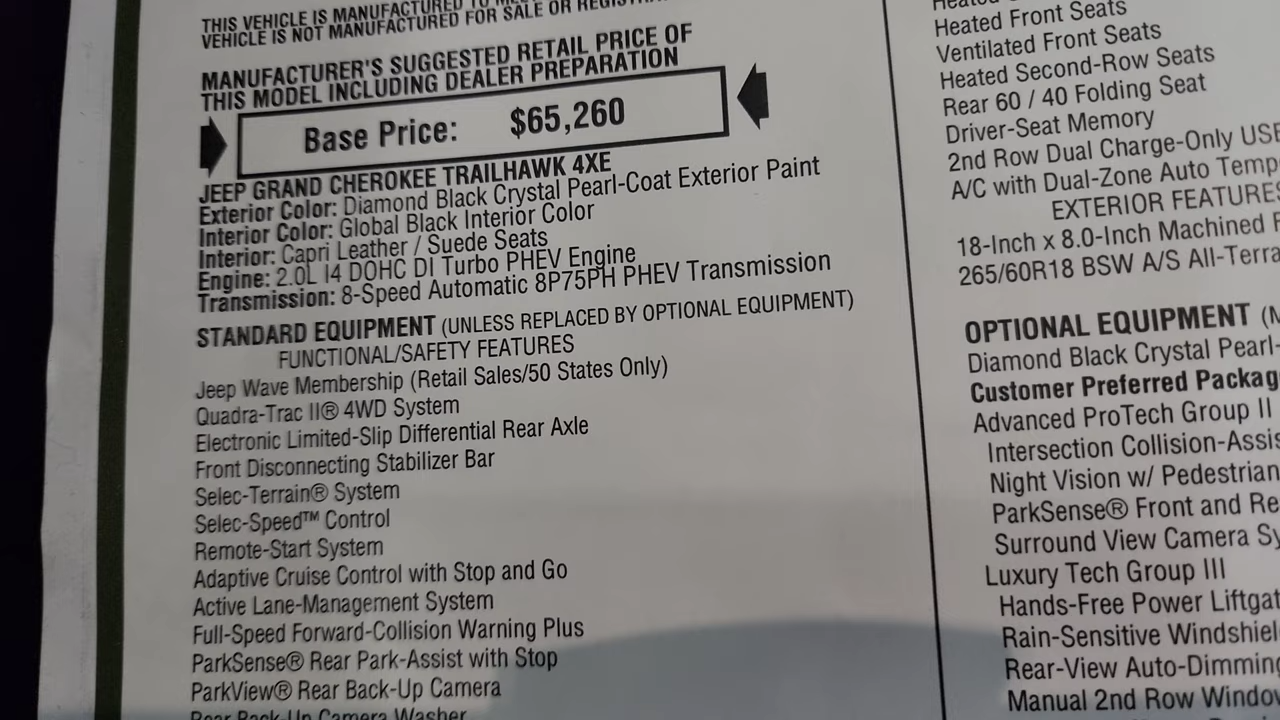 THIS VEHICLE IS MANUFACTURED TO
VEHICLE IS NOT MANUFACTURED FOR SALE OR
MANUFACTURER'S SUGGESTED RETAIL PRICE OF
THIS MODEL INCLUDING DEALER PREPARATION
Base Price: $65,260
JEEP GRAND CHEROKEE TRAILHAWK 4XE
Exterior Color: Diamond Black Crystal Pearl-Coat Exterior Paint
Interior Color: Global Black Interior Color
Interior: Capri Leather / Suede Seats
Engine: 2.0L I4 DOHC DI Turbo PHEV Engine
Transmission: 8-Speed Automatic 8P75PH PHEV Transmission
STANDARD EQUIPMENT (UNLESS REPLACED BY OPTIONAL EQUIPMENT)
FUNCTIONAL/SAFETY FEATURES
Jeep Wave Membership (Retail Sales/50 States Only)
Quadra-Trac II® 4WD System
Electronic Limited-Slip Differential Rear Axle
Front Disconnecting Stabilizer Bar
Selec-Terrain® System
Selec-Speed™ Control
Remote-Start System
Adaptive Cruise Control with Stop and Go
Active Lane-Management System
Full-Speed Forward-Collision Warning Plus
ParkSense® Rear Park-Assist with Stop
ParkView® Rear Back-Up Camera
Rear Back-Up Camera Washer
Heated
Heated Front Seats
Ventilated Front Seats
Heated Second-Row Seats
Rear 60 / 40 Folding Seat
Driver-Seat Memory
2nd Row Dual Charge-Only USB
A/C with Dual-Zone Auto Temp
EXTERIOR FEATURES
18-Inch x 8.0-Inch Machined
265/60R18 BSW A/S All-Terra
OPTIONAL EQUIPMENT
Diamond Black Crystal Pearl-
Customer Preferred Packag
Advanced ProTech Group II
Intersection Collision-Assis
Night Vision w/ Pedestrian
ParkSense® Front and Re
Surround View Camera Sy
Luxury Tech Group III
Hands-Free Power Liftgat
Rain-Sensitive Windshiel
Rear-View Auto-Dimming
Manual 2nd Row Window